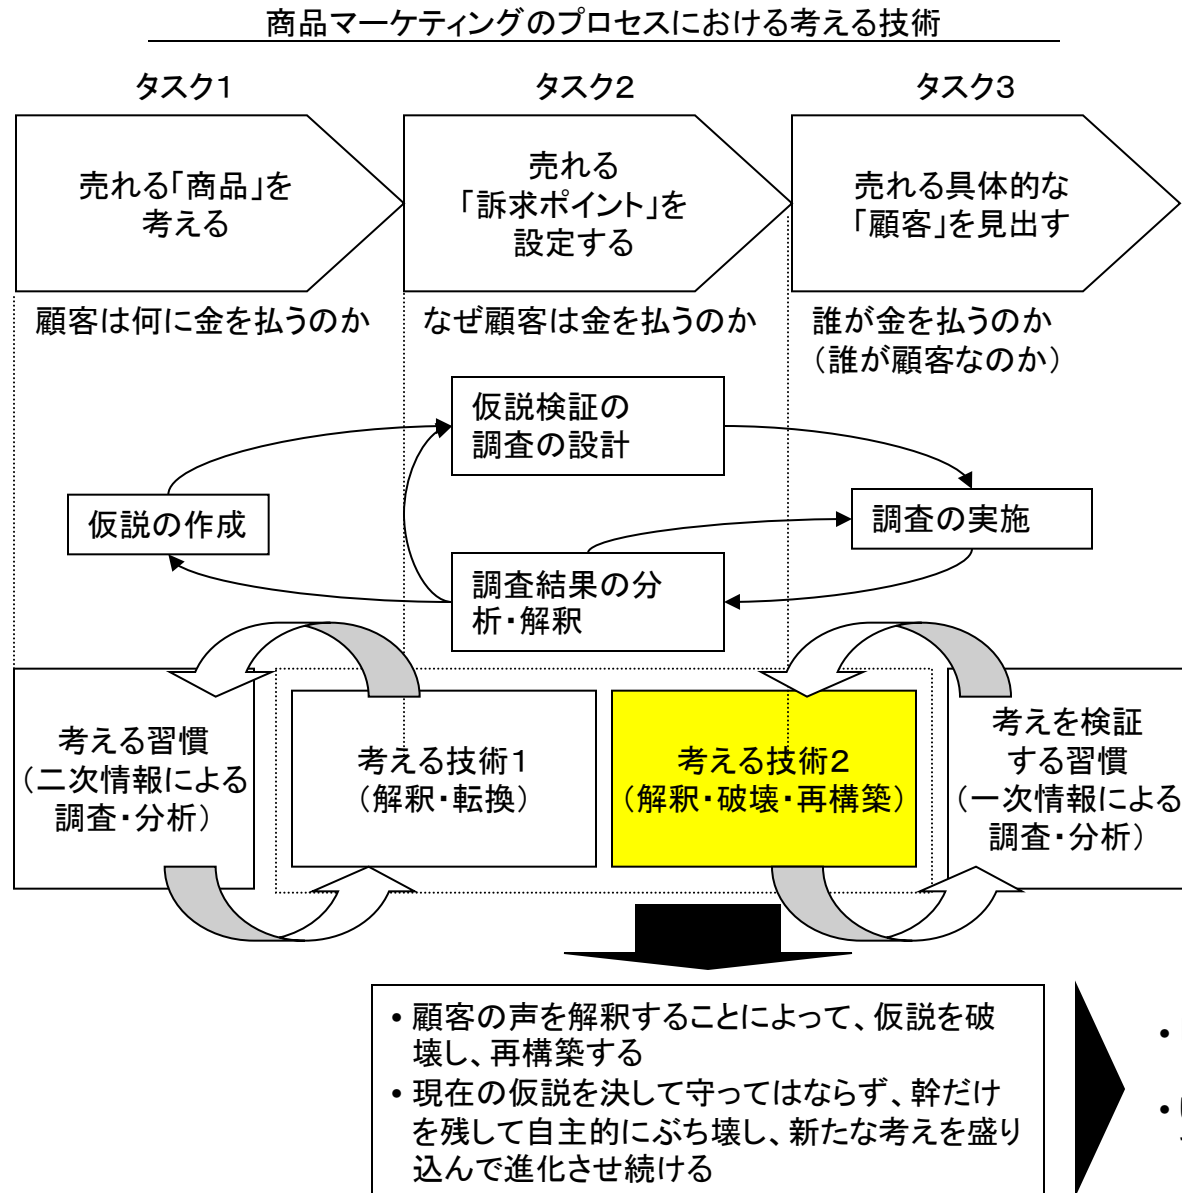 商品マーケティングのプロセスにおける考える技術
タスク1
タスク2
タスク3
売れる「商品」を
考える
売れる
「訴求ポイント」を
設定する
売れる具体的な
「顧客」を見出す
顧客は何に金を払うのか
なぜ顧客は金を払うのか
誰が金を払うのか
（誰が顧客なのか）
仮説検証の
調査の設計
仮説の作成
調査の実施
調査結果の分
析・解釈
考える習慣
（二次情報による
調査・分析）
考える技術1
（解釈・転換）
考える技術2
（解釈・破壊・再構築）
考えを検証
する習慣
（一次情報による
調査・分析）
• 顧客の声を解釈することによって、仮説を破
壊し、再構築する
• 現在の仮説を決して守ってはならず、幹だけ
を残して自主的にぶち壊し、新たな考えを盛り
込んで進化させ続ける